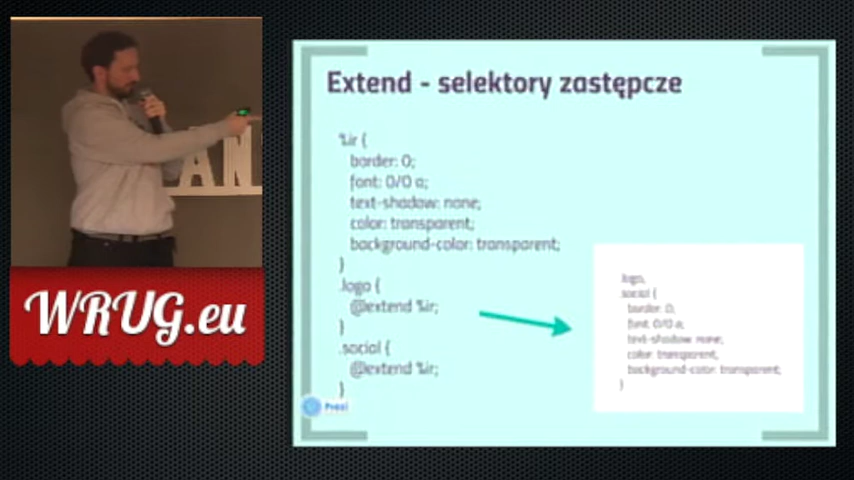 Extend - selektory zastępcze
%ir {
border: 0;
font: 0/0 a;
text-shadow: none;
color: transparent;
background-color: transparent;
}
.logo {
@extend %ir;
}
.social {
@extend %ir;
}
.logo,
.social {
border: 0;
font: 0/0 a;
text-shadow: none;
color: transparent;
background-color: transparent;
}
Prezi
WRUG.eu
AN